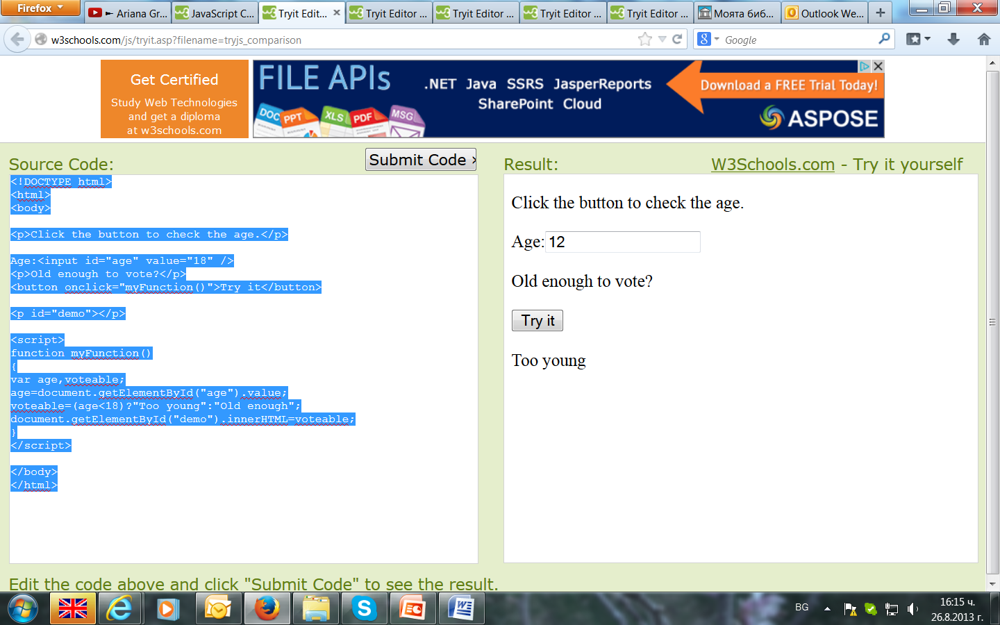 Firefox
► Ariana Gr...
JavaScript C...
Tryit Edit...
Tryit Editor ...
Tryit Editor ...
Tryit Editor ...
Tryit Editor ...
Моята биб...
Outlook We...
w3schools.com/js/tryit.asp?filename=tryjs_comparison
Google
Get Certified
Study Web Technologies
and get a diploma
at w3schools.com
FILE APIs
.NET Java SSRS JasperReports
SharePoint Cloud
DOC PPT XLS PDF MSG
Download a FREE Trial Today!
ASPOSE
Source Code:
Submit Code »
<!DOCTYPE html>
<html>
<body>
<p>Click the button to check the age.</p>
Age:<input id="age" value="18" />
<p>Old enough to vote?</p>
<button onclick="myFunction()">Try it</button>
<p id="demo"></p>
<script>
function myFunction()
{
var age,voteable;
age=document.getElementById("age").value;
voteable=(age<18)?"Too young":"Old enough";
document.getElementById("demo").innerHTML=voteable;
}
</script>
</body>
</html>
Result:
W3Schools.com - Try it yourself
Click the button to check the age.
Age: 12
Old enough to vote?
Try it
Too young
Edit the code above and click "Submit Code" to see the result.
BG
16:15 ч.
26.8.2013 г.